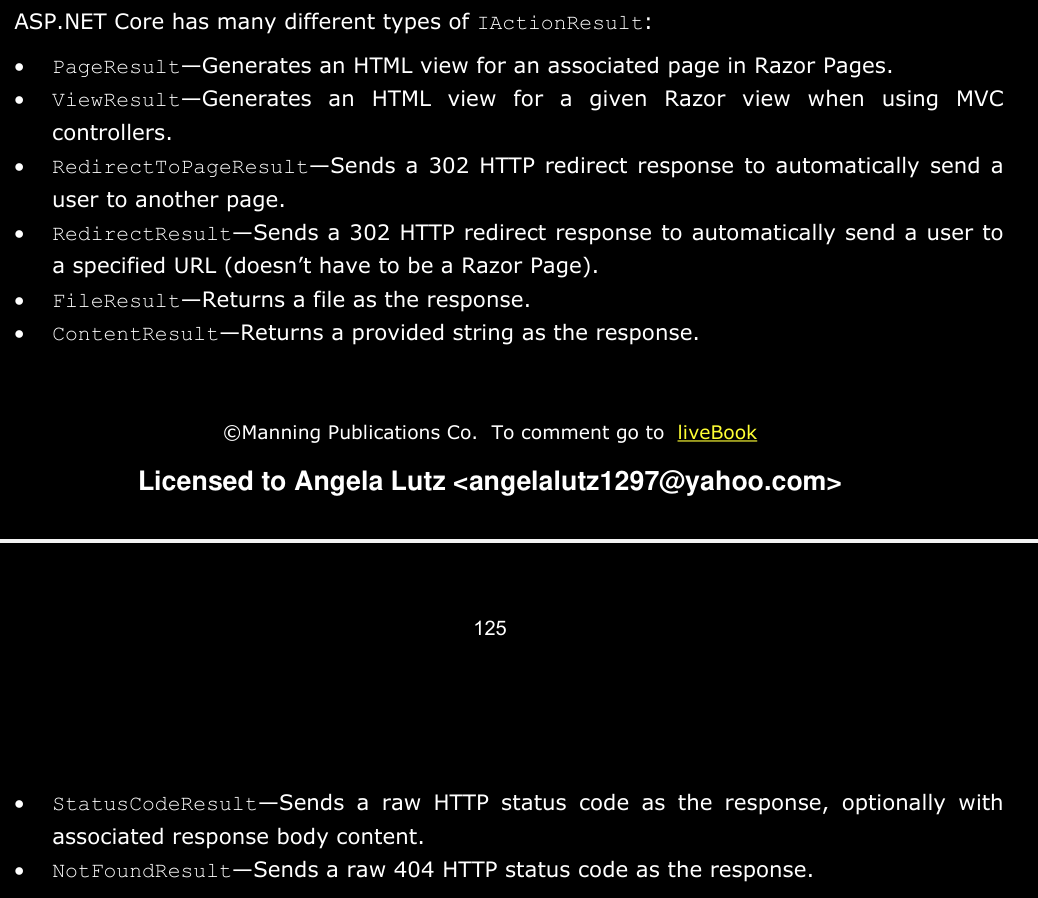 ASP.NET Core has many different types of IActionResult:
• PageResult—Generates an HTML view for an associated page in Razor Pages.
• ViewResult—Generates an HTML view for a given Razor view when using MVC
controllers.
• RedirectToPageResult—Sends a 302 HTTP redirect response to automatically send a
user to another page.
• RedirectResult—Sends a 302 HTTP redirect response to automatically send a user to
a specified URL (doesn’t have to be a Razor Page).
• FileResult—Returns a file as the response.
• ContentResult—Returns a provided string as the response.
©Manning Publications Co. To comment go to liveBook
Licensed to Angela Lutz <angelalutz1297@yahoo.com>
125
• StatusCodeResult—Sends a raw HTTP status code as the response, optionally with
associated response body content.
• NotFoundResult—Sends a raw 404 HTTP status code as the response.